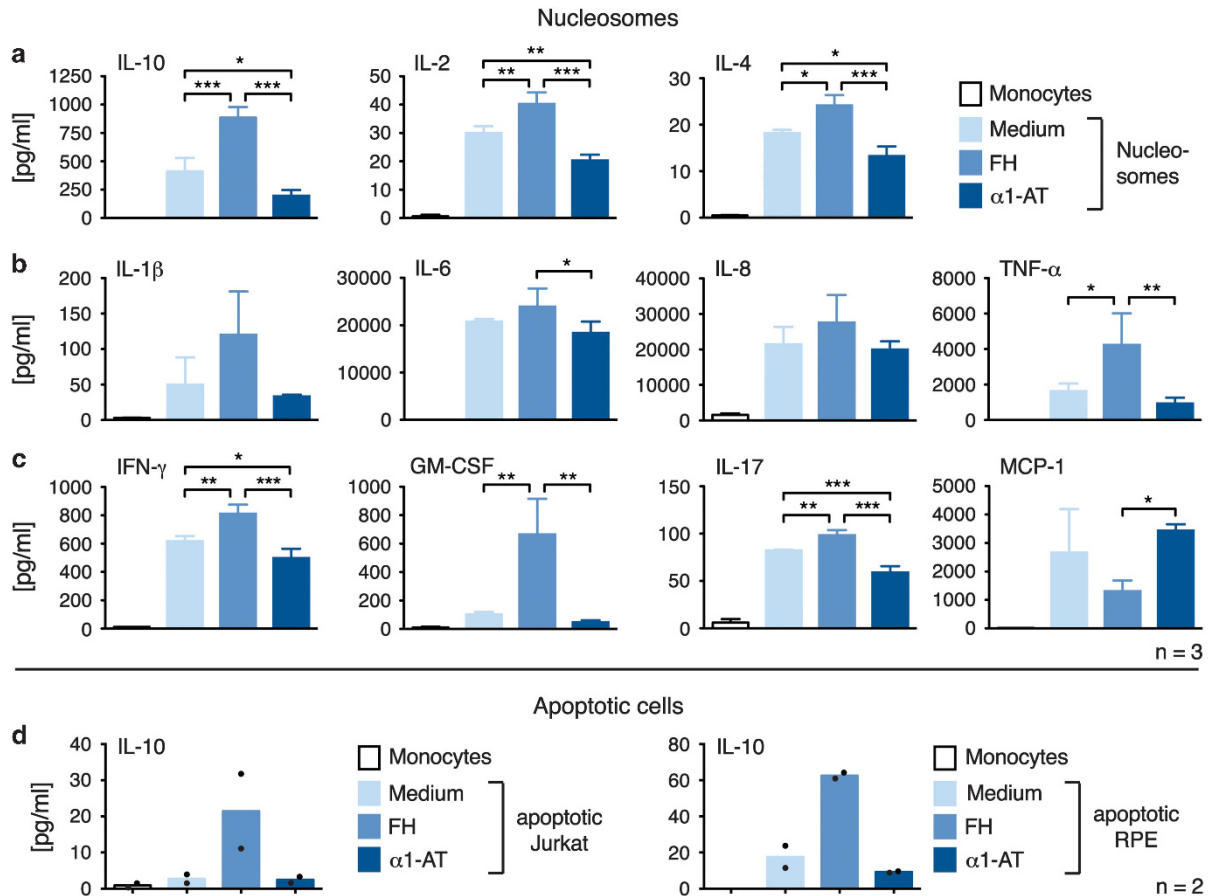 Nucleosomes
a
IL-10
[pg/ml]
1250
1000
750
500
250
0
*
*** ***
IL-2
50
40
30
20
10
0
**
** ***
IL-4
30
20
10
0
*
* ***
Monocytes
Medium
FH
α1-AT
Nucleo-
somes
b
IL-1β
[pg/ml]
200
150
100
50
0
IL-6
30000
20000
10000
0
*
IL-8
40000
30000
20000
10000
0
TNF-α
8000
6000
4000
2000
0
* **
c
IFN-γ
[pg/ml]
1000
800
600
400
200
0
*
** ***
GM-CSF
1000
800
600
400
200
0
** **
IL-17
150
100
50
0
***
** ***
MCP-1
5000
4000
3000
2000
1000
0
*
n = 3
Apoptotic cells
d
IL-10
[pg/ml]
40
30
20
10
0
Monocytes
Medium
FH
α1-AT
apoptotic
Jurkat
IL-10
80
60
40
20
0
Monocytes
Medium
FH
α1-AT
apoptotic
RPE
n = 2